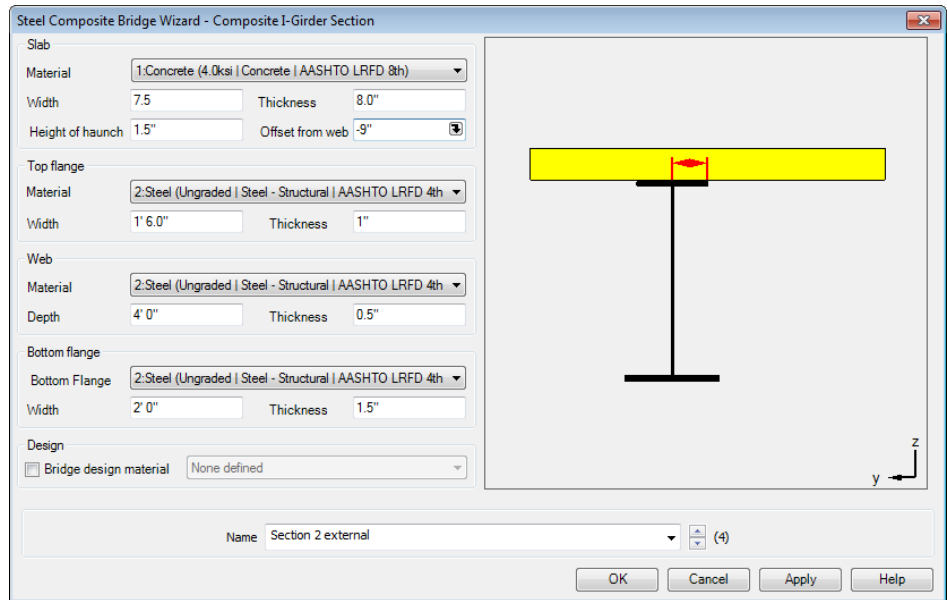 Steel Composite Bridge Wizard - Composite I-Girder Section
Slab
Material 1:Concrete (4.0ksi | Concrete | AASHTO LRFD 8th)
Width 7.5 Thickness 8.0"
Height of haunch 1.5" Offset from web -9"
Top flange
Material 2:Steel (Ungraded | Steel - Structural | AASHTO LRFD 4th
Width 1' 6.0" Thickness 1"
Web
Material 2:Steel (Ungraded | Steel - Structural | AASHTO LRFD 4th
Depth 4' 0" Thickness 0.5"
Bottom flange
Bottom Flange 2:Steel (Ungraded | Steel - Structural | AASHTO LRFD 4th
Width 2' 0" Thickness 1.5"
Design
Bridge design material None defined
z
y
Name Section 2 external (4)
OK Cancel Apply Help